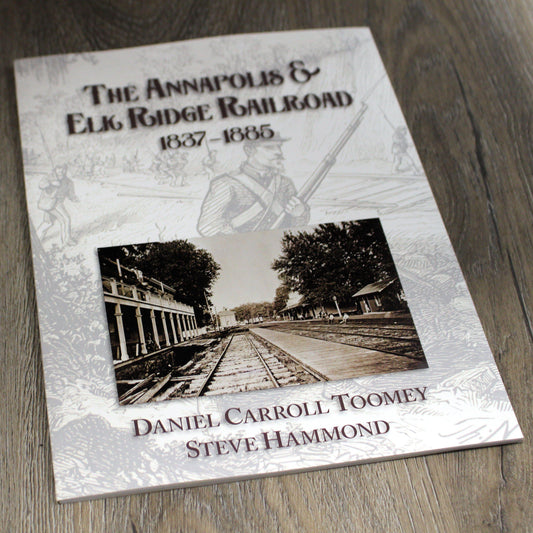 The Annapolis &
Elk Ridge Railroad
1837-1885
Daniel Carroll Toomey
Steve Hammond